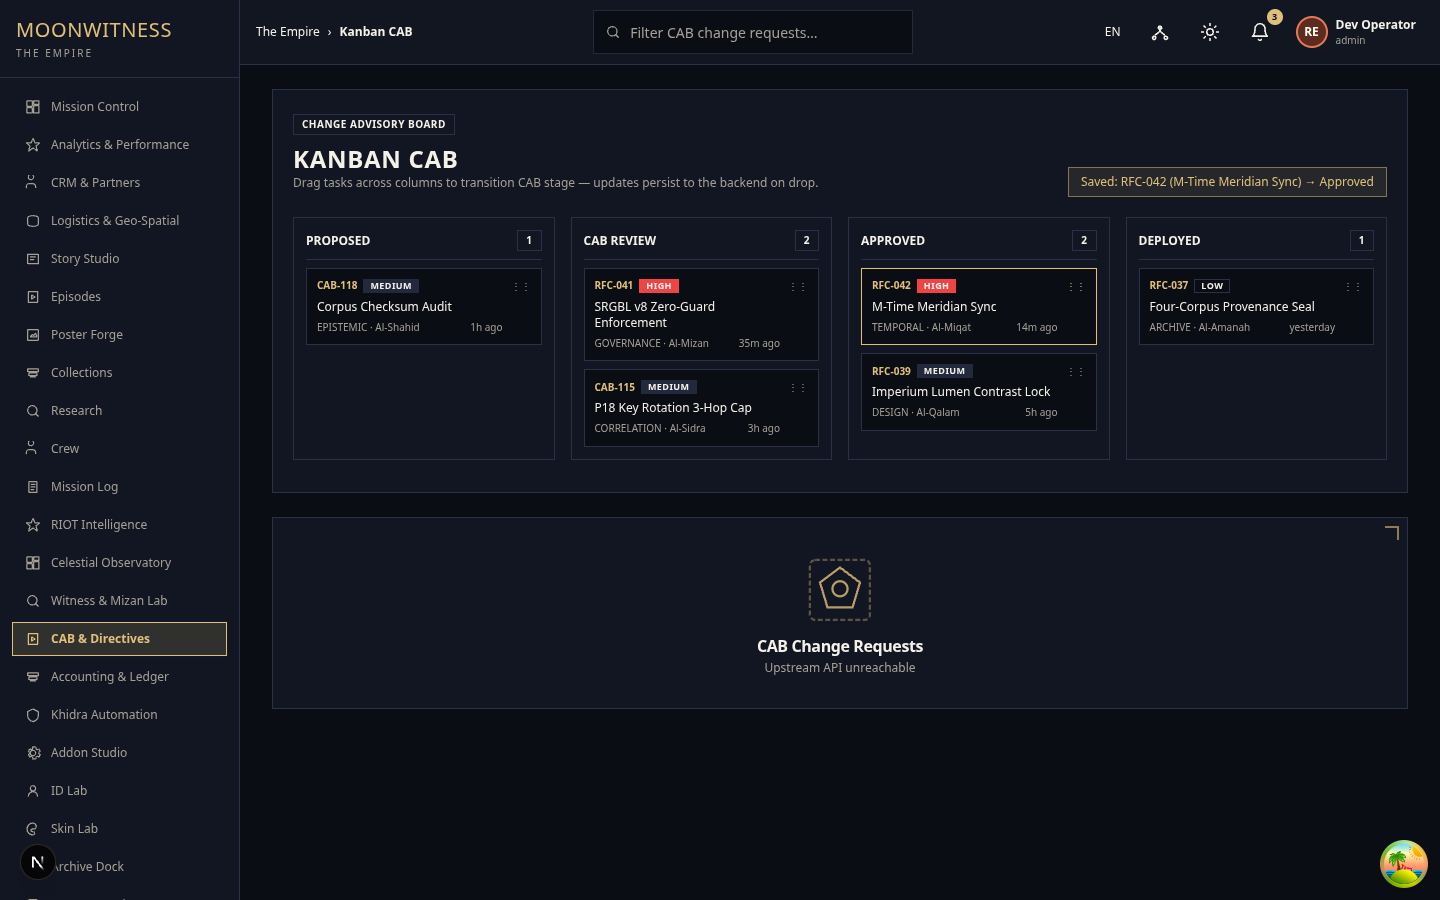 MOONWITNESS
THE EMPIRE
Mission Control
Analytics & Performance
CRM & Partners
Logistics & Geo-Spatial
Story Studio
Episodes
Poster Forge
Collections
Research
Crew
Mission Log
RIOT Intelligence
Celestial Observatory
Witness & Mizan Lab
CAB & Directives
Accounting & Ledger
Khidra Automation
Addon Studio
ID Lab
Skin Lab
Archive Dock
N
The Empire › Kanban CAB
Filter CAB change requests...
EN
3
RE
Dev Operator
admin
CHANGE ADVISORY BOARD
KANBAN CAB
Drag tasks across columns to transition CAB stage — updates persist to the backend on drop.
Saved: RFC-042 (M-Time Meridian Sync) → Approved
PROPOSED 1
CAB-118 MEDIUM
Corpus Checksum Audit
EPISTEMIC · Al-Shahid 1h ago
CAB REVIEW 2
RFC-041 HIGH
SRGBL v8 Zero-Guard
Enforcement
GOVERNANCE · Al-Mizan 35m ago
CAB-115 MEDIUM
P18 Key Rotation 3-Hop Cap
CORRELATION · Al-Sidra 3h ago
APPROVED 2
RFC-042 HIGH
M-Time Meridian Sync
TEMPORAL · Al-Miqat 14m ago
RFC-039 MEDIUM
Imperium Lumen Contrast Lock
DESIGN · Al-Qalam 5h ago
DEPLOYED 1
RFC-037 LOW
Four-Corpus Provenance Seal
ARCHIVE · Al-Amanah yesterday
CAB Change Requests
Upstream API unreachable